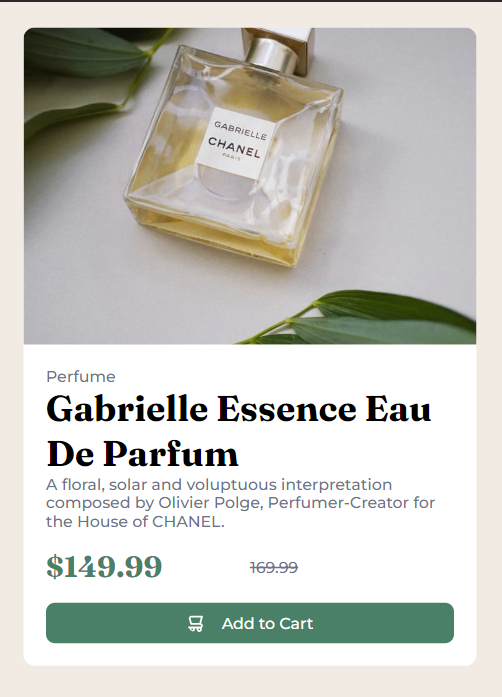 GABRIELLE
CHANEL
PARIS
Perfume
Gabrielle Essence Eau
De Parfum
A floral, solar and voluptuous interpretation
composed by Olivier Polge, Perfumer-Creator for
the House of CHANEL.
$149.99 169.99
Add to Cart